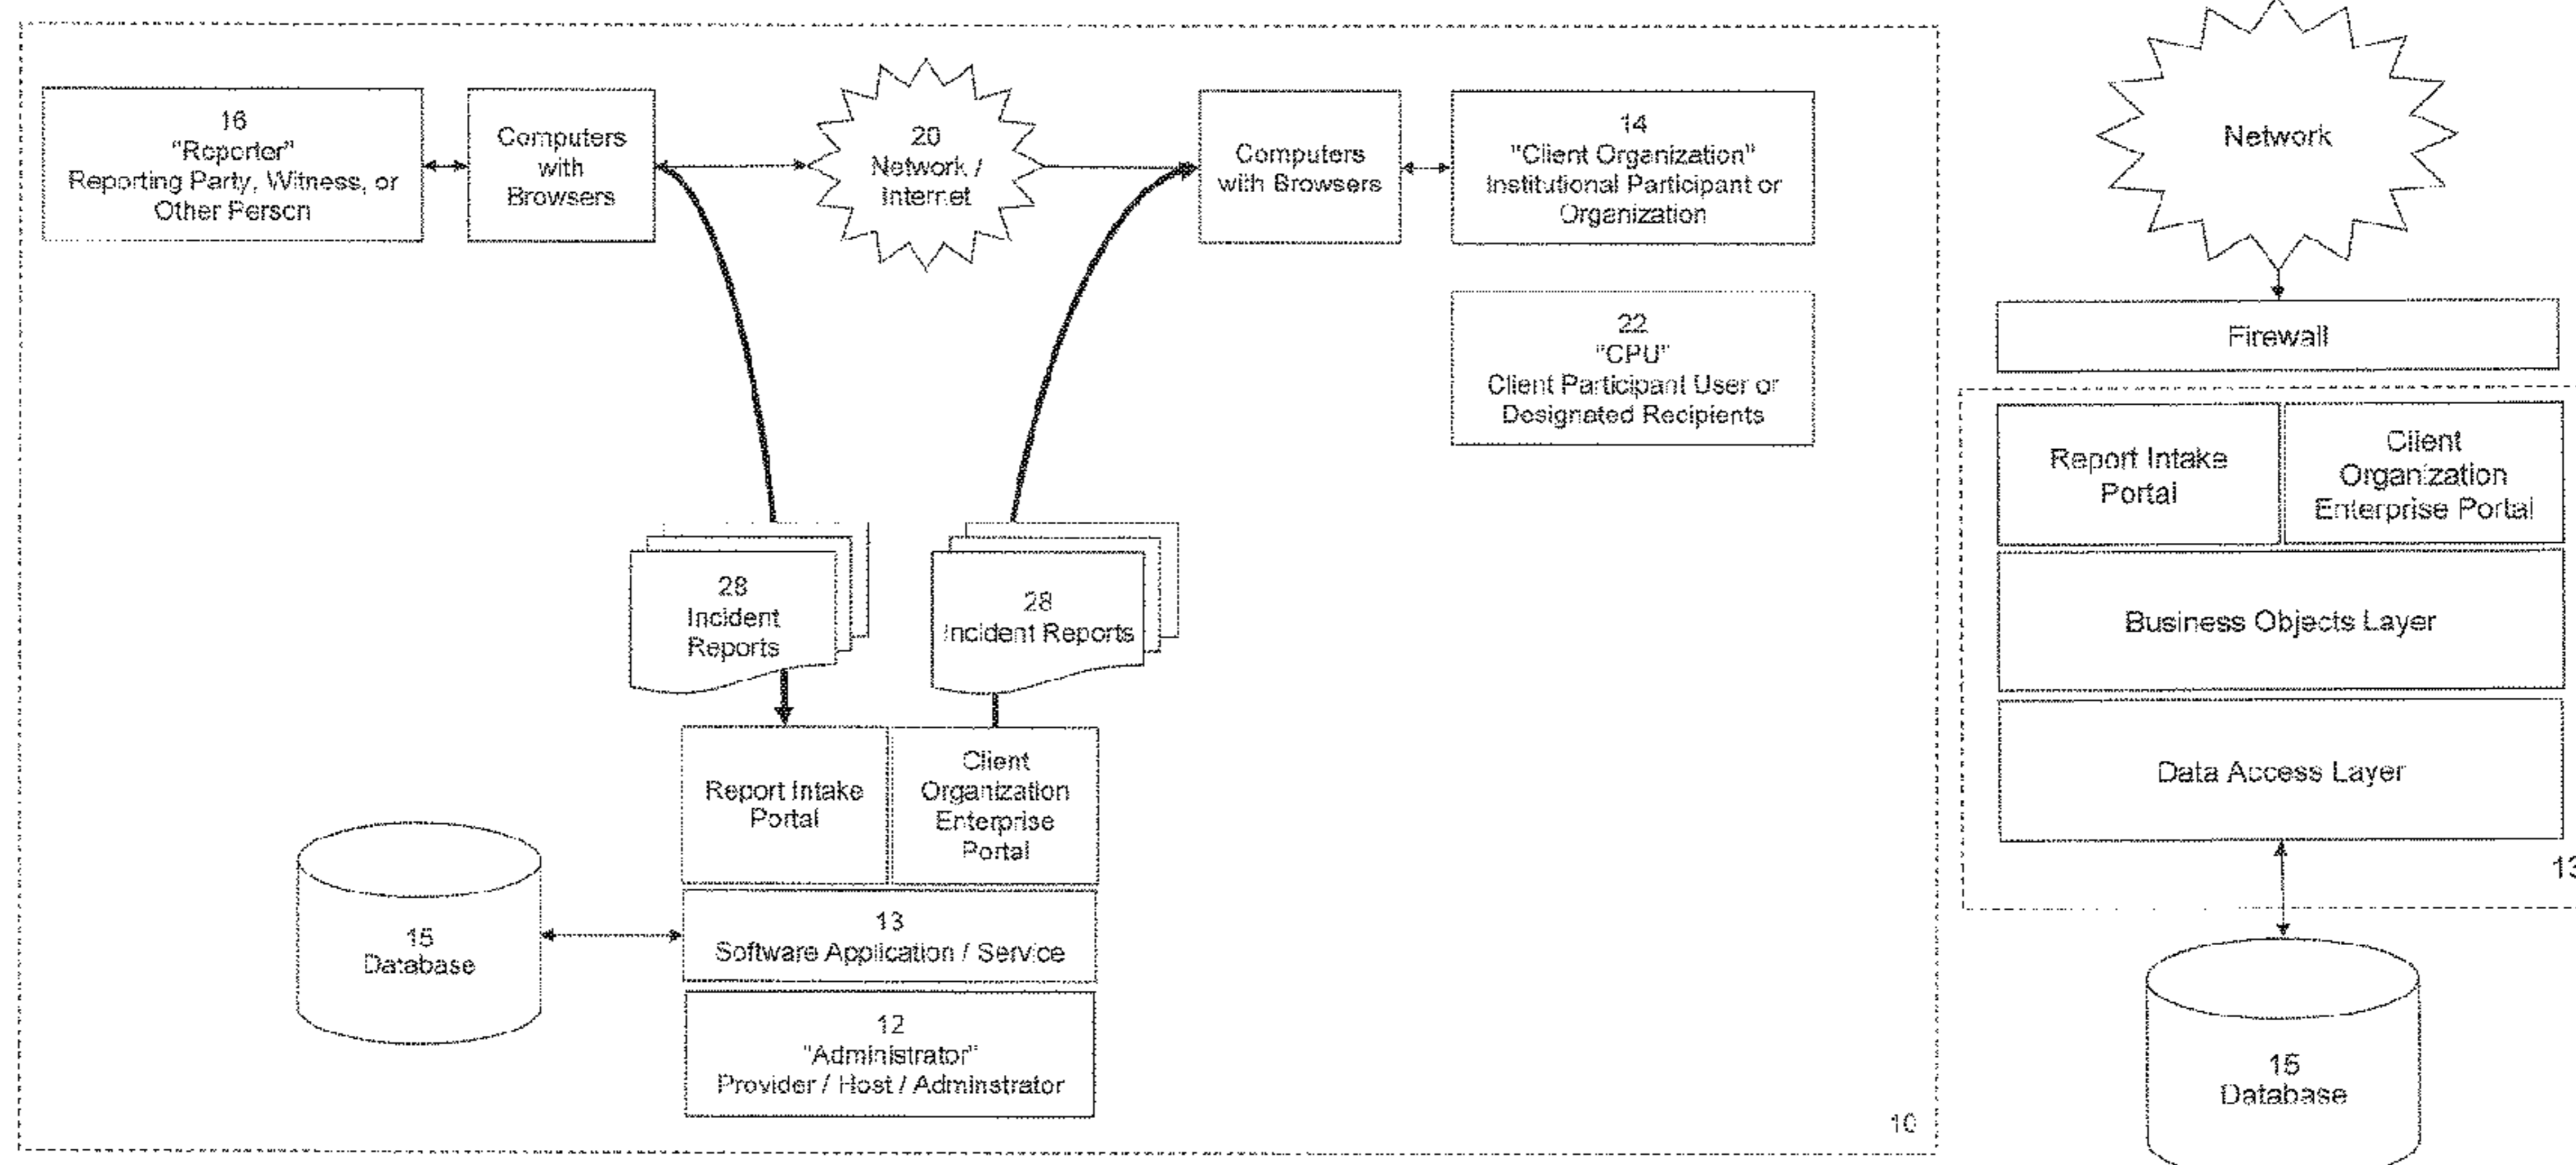 16
"Reporter"
Reporting Party, Witness, or
Other Person
Computers
with
Browsers
20
Network /
Internet
Computers
with Browsers
14
"Client Organization"
Institutional Participant or
Organization
22
"CPU"
Client Participant User or
Designated Recipients
28
Incident
Reports
28
Incident Reports
Report Intake
Portal
Client
Organization
Enterprise
Portal
15
Database
13
Software Application / Service
12
"Administrator"
Provider / Host / Adminstrator
10
Network
Firewall
Report Intake
Portal
Client
Organization
Enterprise Portal
Business Objects Layer
Data Access Layer
13
15
Database